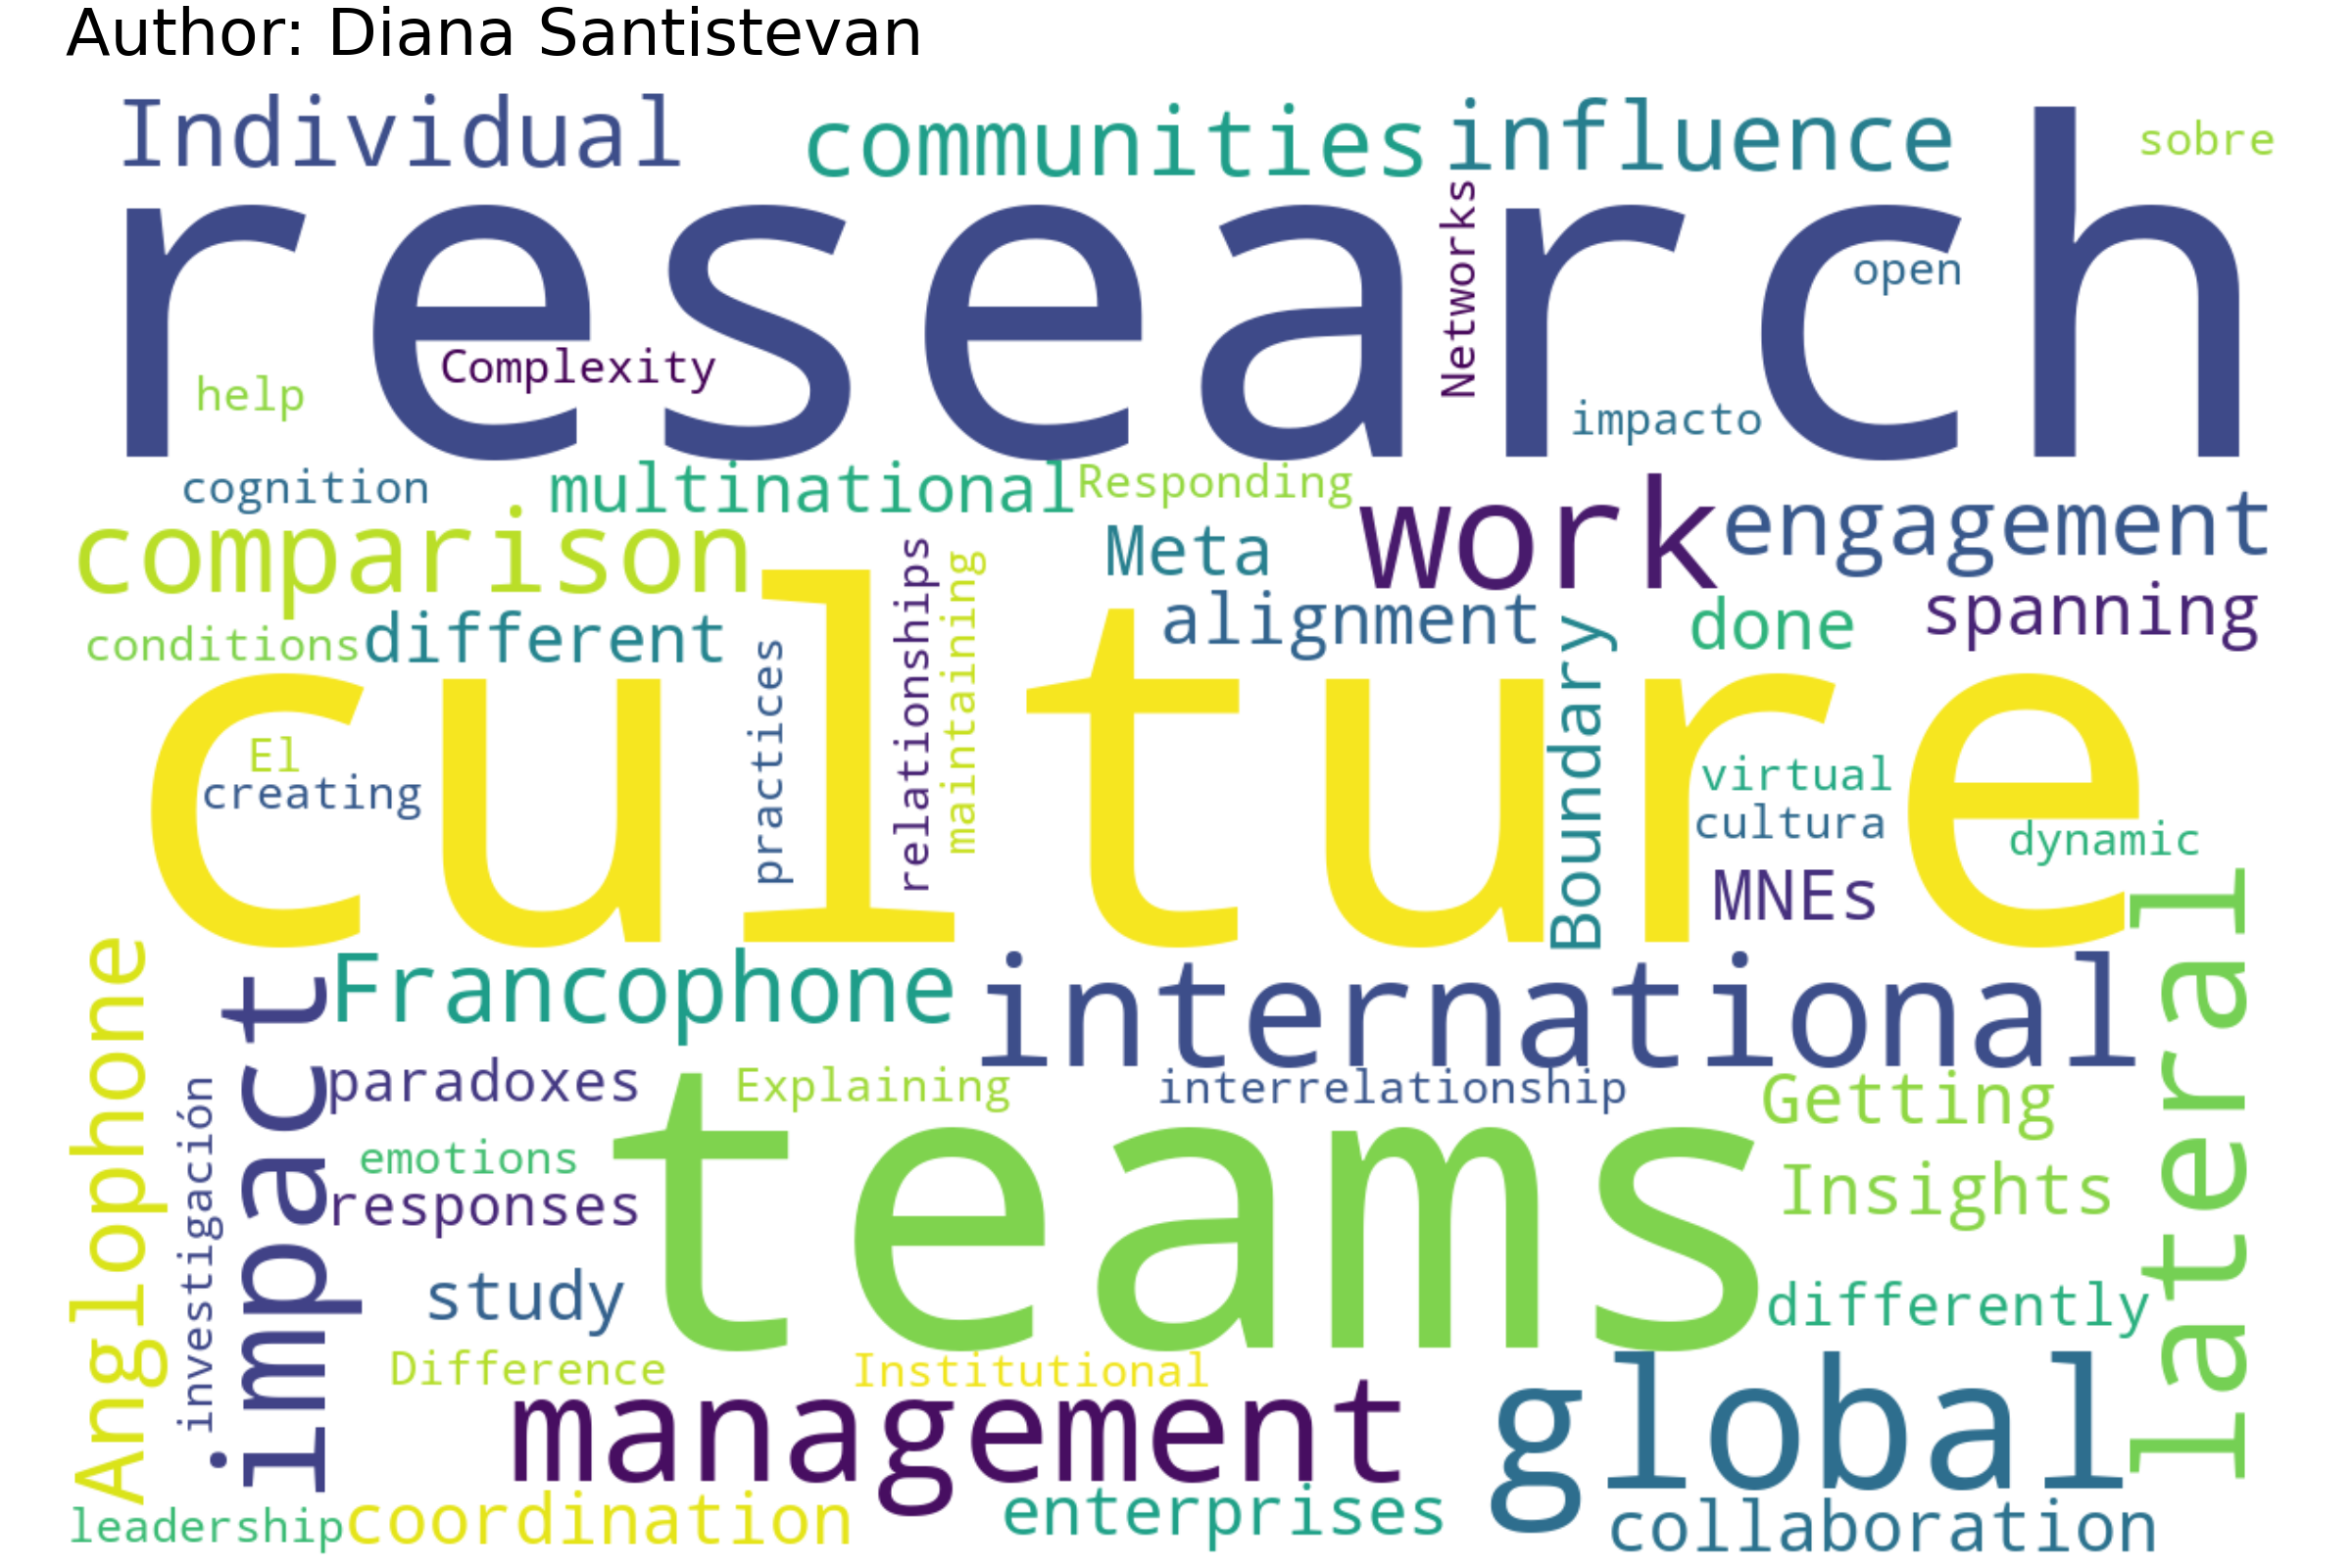 Author: Diana Santistevan
Individual
communities
influence
sobre
research
Networks
open
Complexity
help
impacto
cognition
multinational
Responding
work
engagement
comparison
Meta
alignment
done
spanning
conditions
different
practices
relationships
maintaining
Boundary
culture
El
creating
virtual
cultura
dynamic
MNEs
lateral
Anglophone
investigación
impact
Francophone
international
paradoxes
Explaining
interrelationship
Getting
emotions
responses
teams
Insights
study
differently
Difference
Institutional
management
global
leadership
coordination
enterprises
collaboration